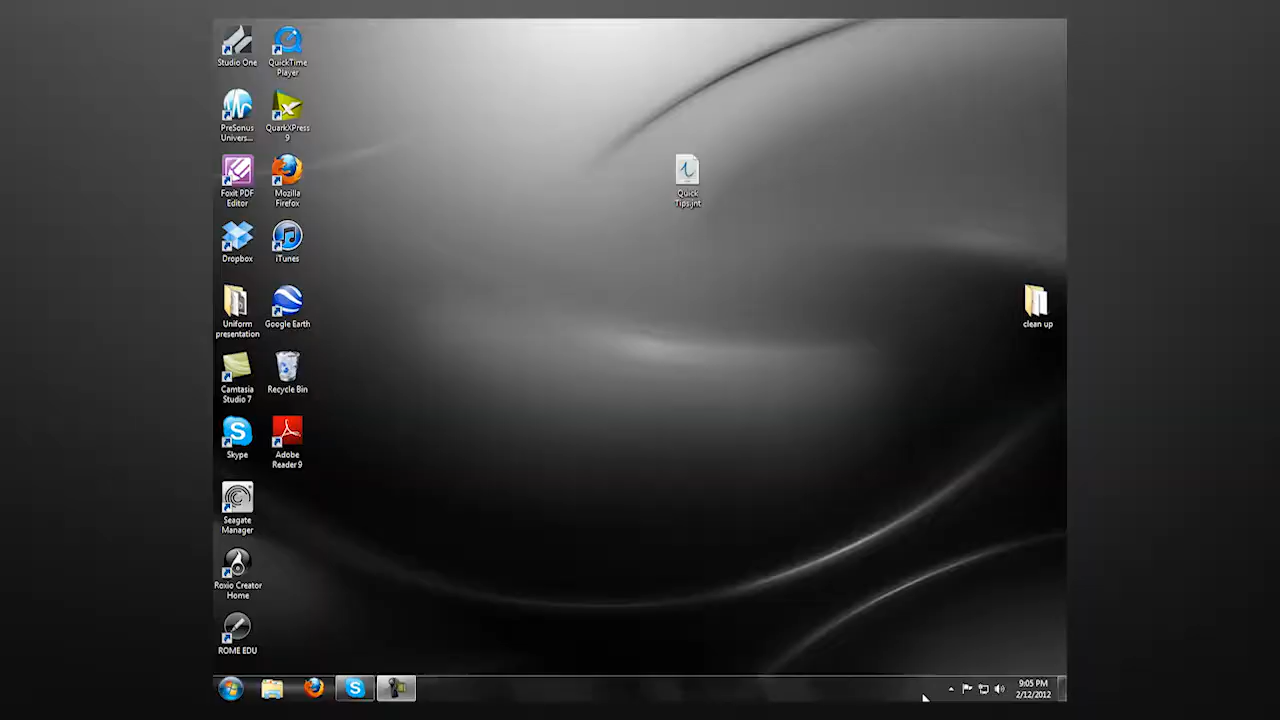 Studio One
QuickTime
Player
PreSonus
Univers...
QuarkXPress
9
Foxit PDF
Editor
Mozilla
Firefox
Dropbox
iTunes
Uniform
presentation
Google Earth
Camtasia
Studio 7
Recycle Bin
Skype
Adobe
Reader 9
Seagate
Manager
Roxio Creator
Home
ROME EDU
Quick
Tips.jnt
clean up
9:05 PM
2/12/2012